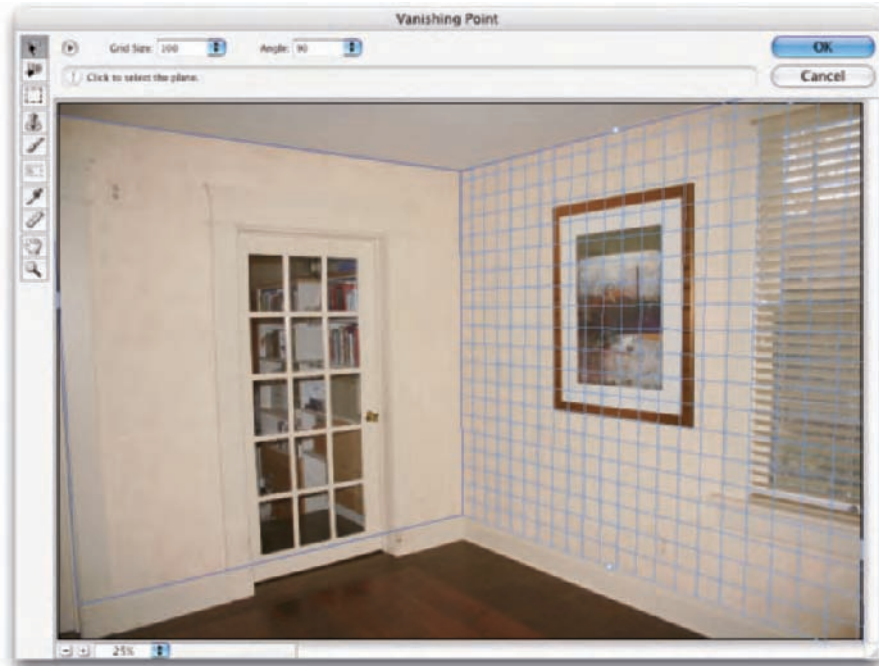 Vanishing Point
Grid Size: 100 Angle: 90 OK
Click to select the plane. Cancel
25%